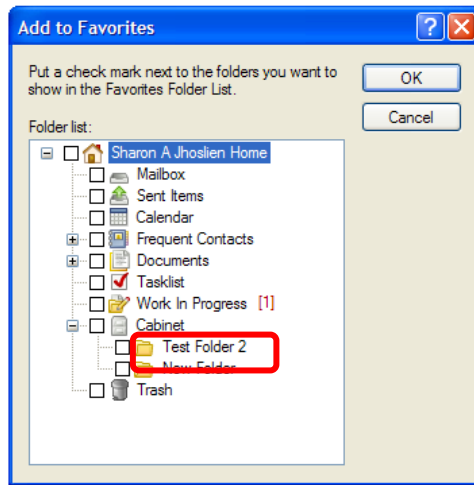 Add to Favorites
Put a check mark next to the folders you want to
show in the Favorites Folder List.
OK
Cancel
Folder list:
Sharon A Jhoslien Home
Mailbox
Sent Items
Calendar
Frequent Contacts
Documents
Tasklist
Work In Progress [1]
Cabinet
Test Folder 2
New Folder
Trash